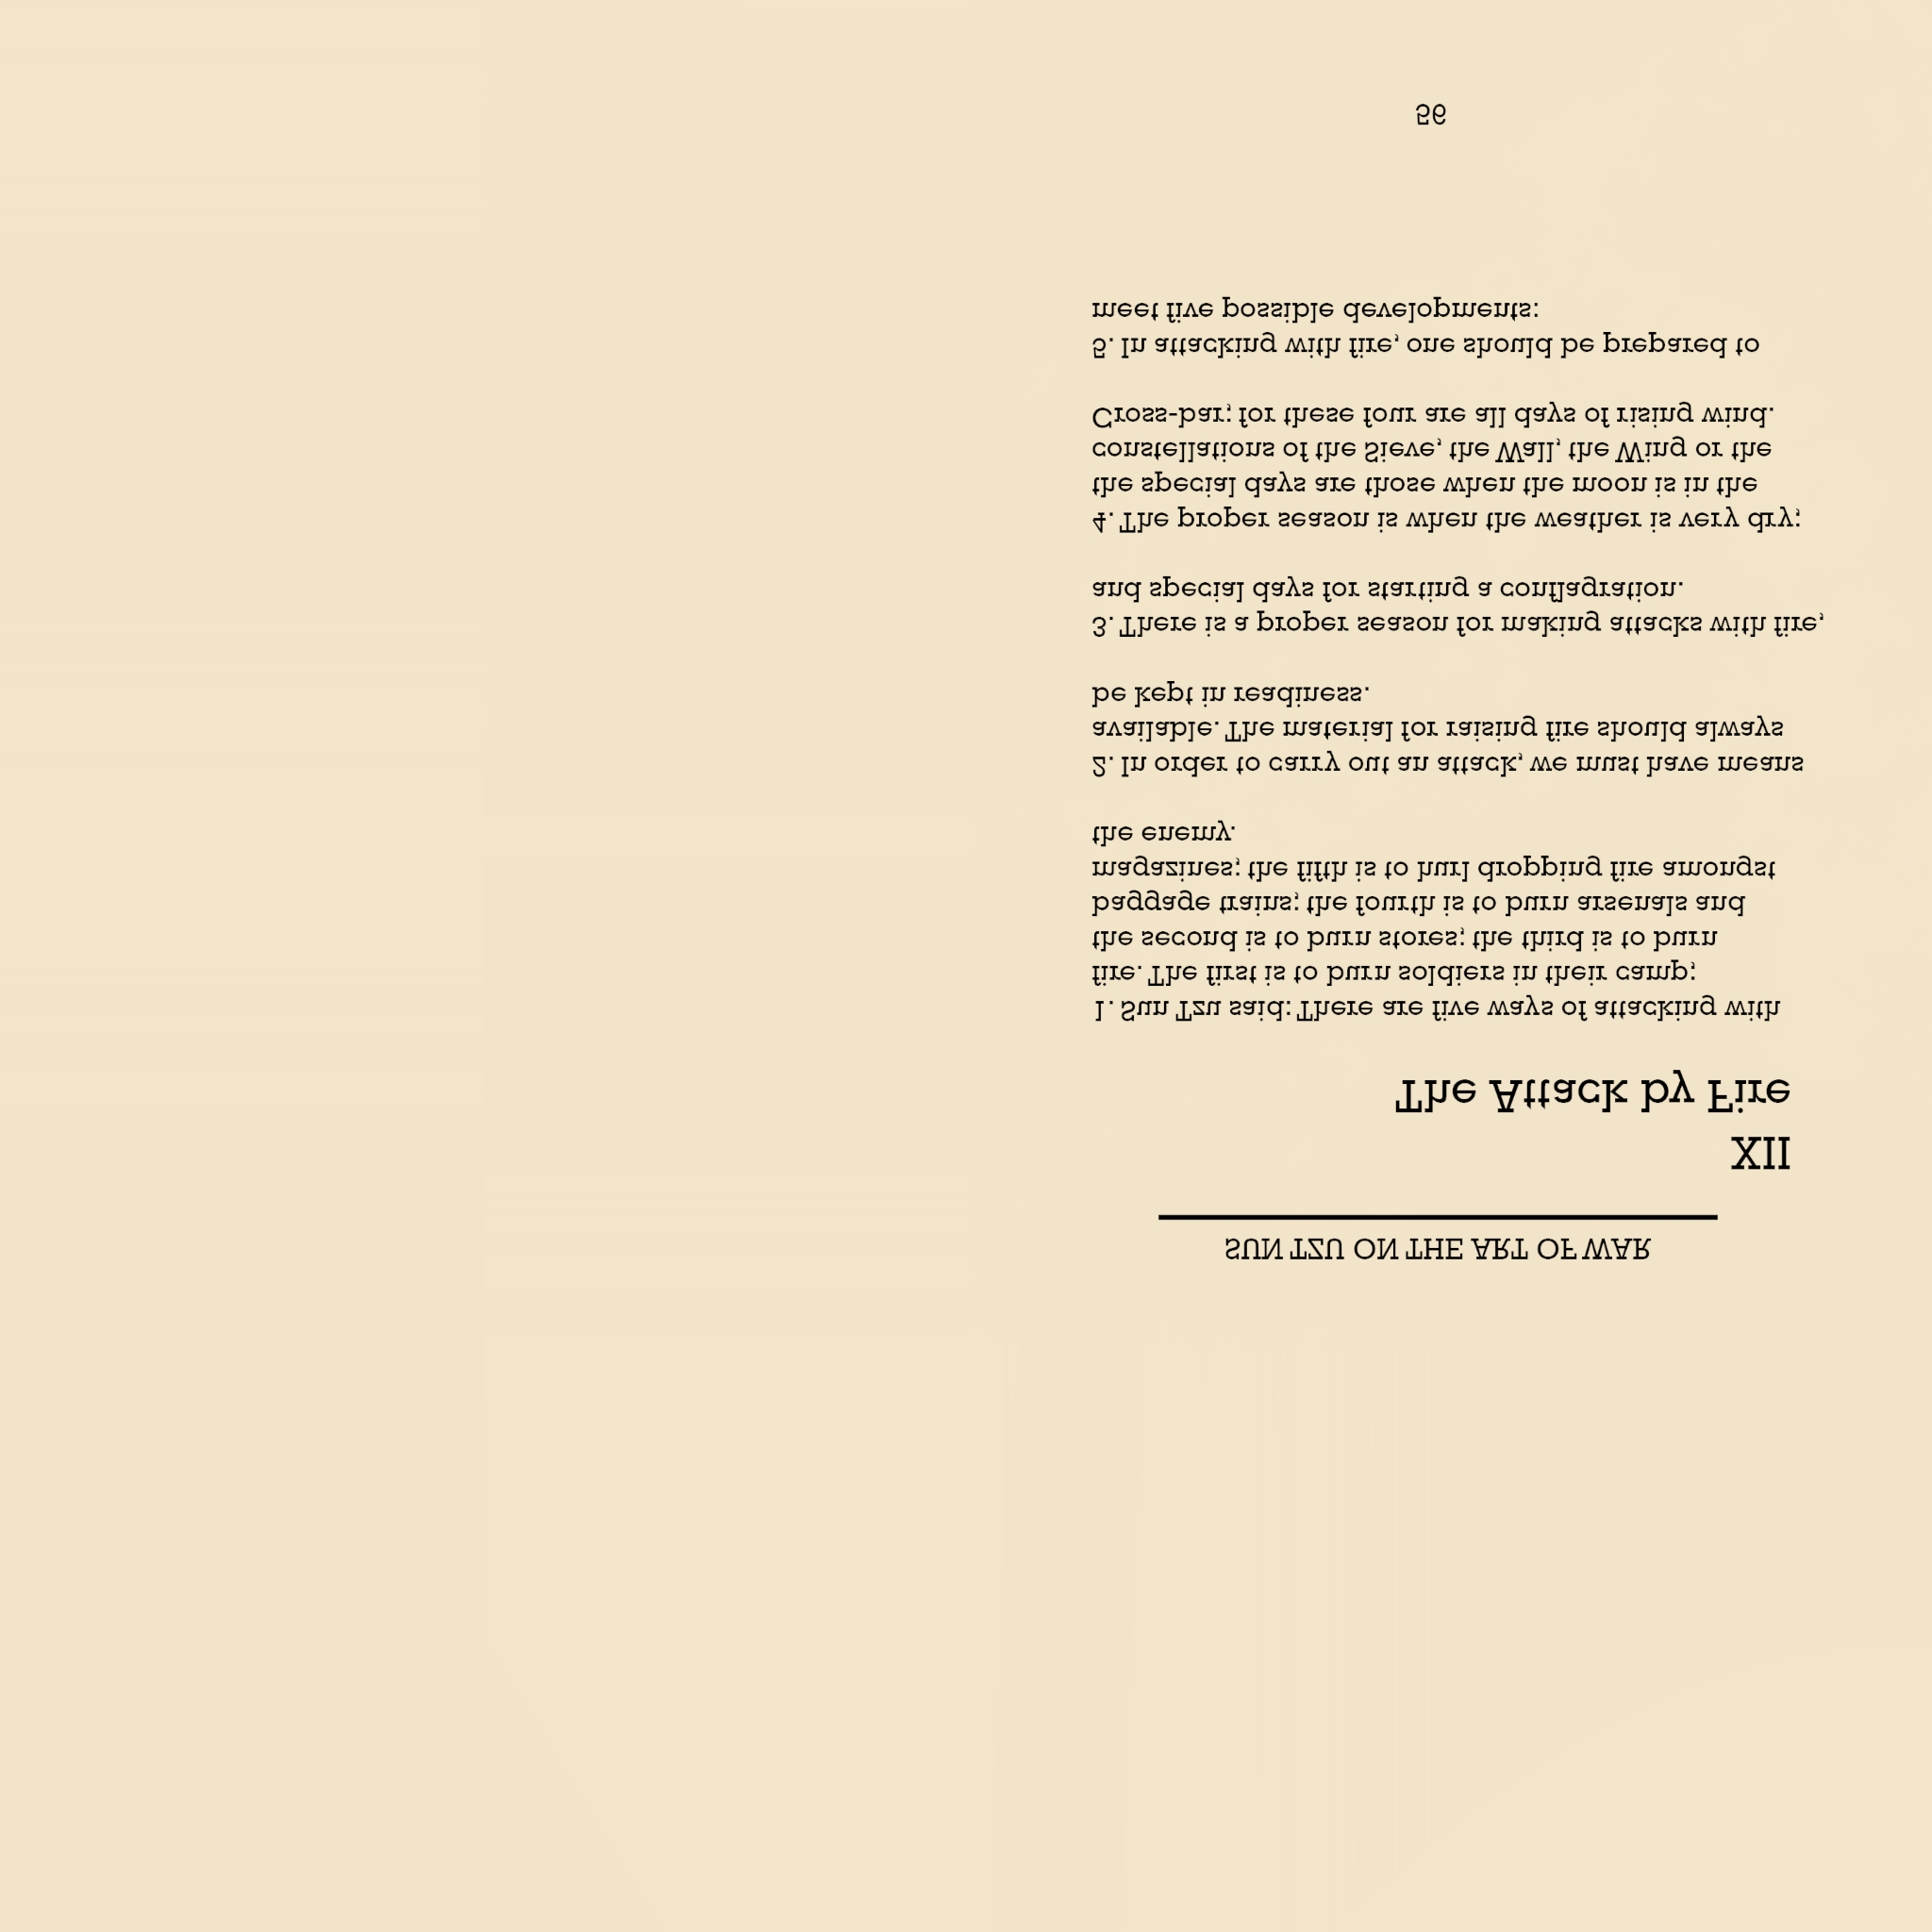 SUN TZU ON THE ART OF WAR
XII
The Attack by Fire
1. Sun Tzu said: There are five ways of attacking with
fire. The first is to burn soldiers in their camp;
the second is to burn stores; the third is to burn
baggage trains; the fourth is to burn arsenals and
magazines; the fifth is to hurl dropping fire amongst
the enemy.
2. In order to carry out an attack, we must have means
available. The material for raising fire should always
be kept in readiness.
3. There is a proper season for making attacks with fire,
and special days for starting a conflagration.
4. The proper season is when the weather is very dry;
the special days are those when the moon is in the
constellations of the Sieve, the Wall, the Wing or the
Cross-bar; for these four are all days of rising wind.
5. In attacking with fire, one should be prepared to
meet five possible developments:
56